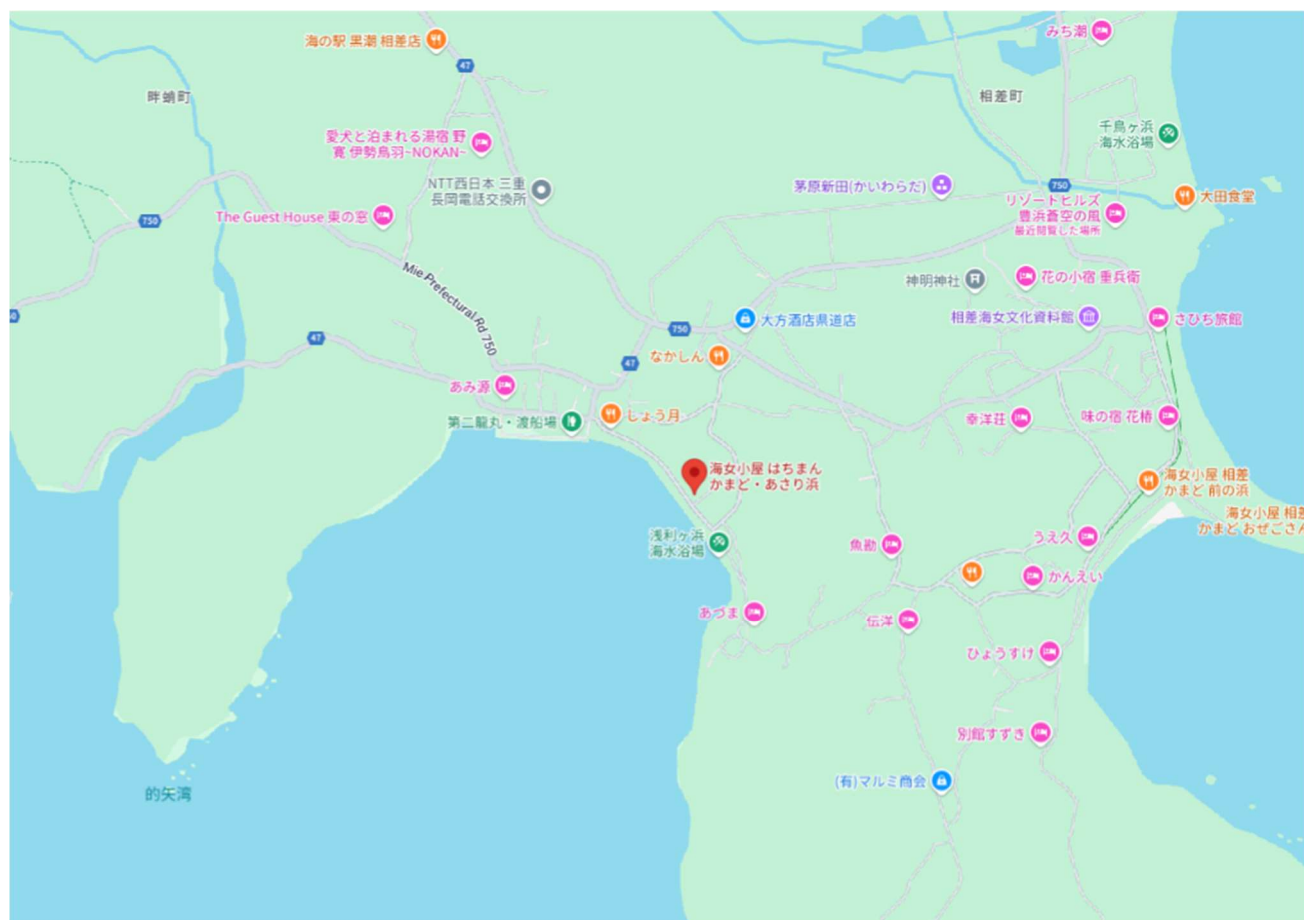 みち潮
海の駅 黒潮 相差店
47
畔蛸町
相差町
千鳥ヶ浜
海水浴場
愛犬と泊まれる湯宿 野
寛 伊勢鳥羽~NOKAN~
NTT西日本 三重
長岡電話交換所
茅原新田(かいわらだ)
750
リゾートヒルズ
豊浜蒼空の風
最近閲覧した場所
大田食堂
The Guest House 東の窓
750
Mie Prefectural Rd 750
神明神社
花の小宿 重兵衛
大方酒店県道店
相差海女文化資料館
さひち旅館
750
47
47
なかしん
あみ源
第二龍丸・渡船場
しょう月
幸洋荘
味の宿 花椿
海女小屋 はちまん
かまど・あさり浜
海女小屋 相差
かまど 前の浜
海女小屋 相差
かまど おぜごさん
浅利ヶ浜
海水浴場
魚勘
うえ久
かんえい
あづま
伝洋
ひょうすけ
別館すずき
(有)マルミ商会
的矢湾